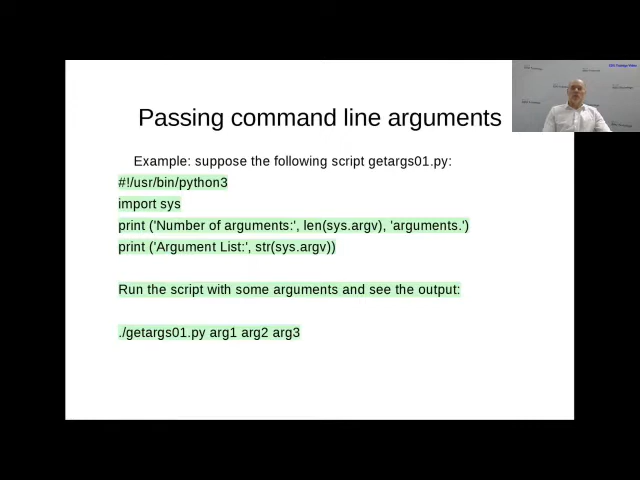 Passing command line arguments
Example: suppose the following script getargs01.py:
#!/usr/bin/python3
import sys
print ('Number of arguments:', len(sys.argv), 'arguments.')
print ('Argument List:', str(sys.argv))
Run the script with some arguments and see the output:
./getargs01.py arg1 arg2 arg3